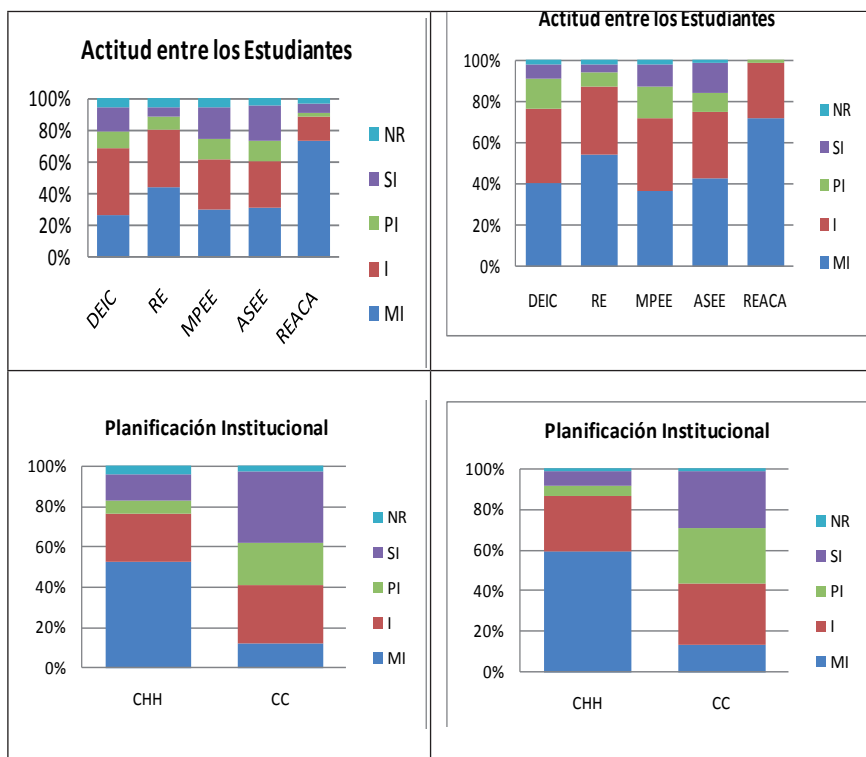 Actitud entre los Estudiantes
100%
80%
60%
40%
20%
0%
DEIC
RE
MPEE
ASEE
REACA
NR
SI
PI
I
MI
Actitud entre los Estudiantes
100%
80%
60%
40%
20%
0%
DEIC
RE
MPEE
ASEE
REACA
NR
SI
PI
I
MI
Planificación Institucional
100%
80%
60%
40%
20%
0%
CHH
CC
NR
SI
PI
I
MI
Planificación Institucional
100%
80%
60%
40%
20%
0%
CHH
CC
NR
SI
PI
I
MI